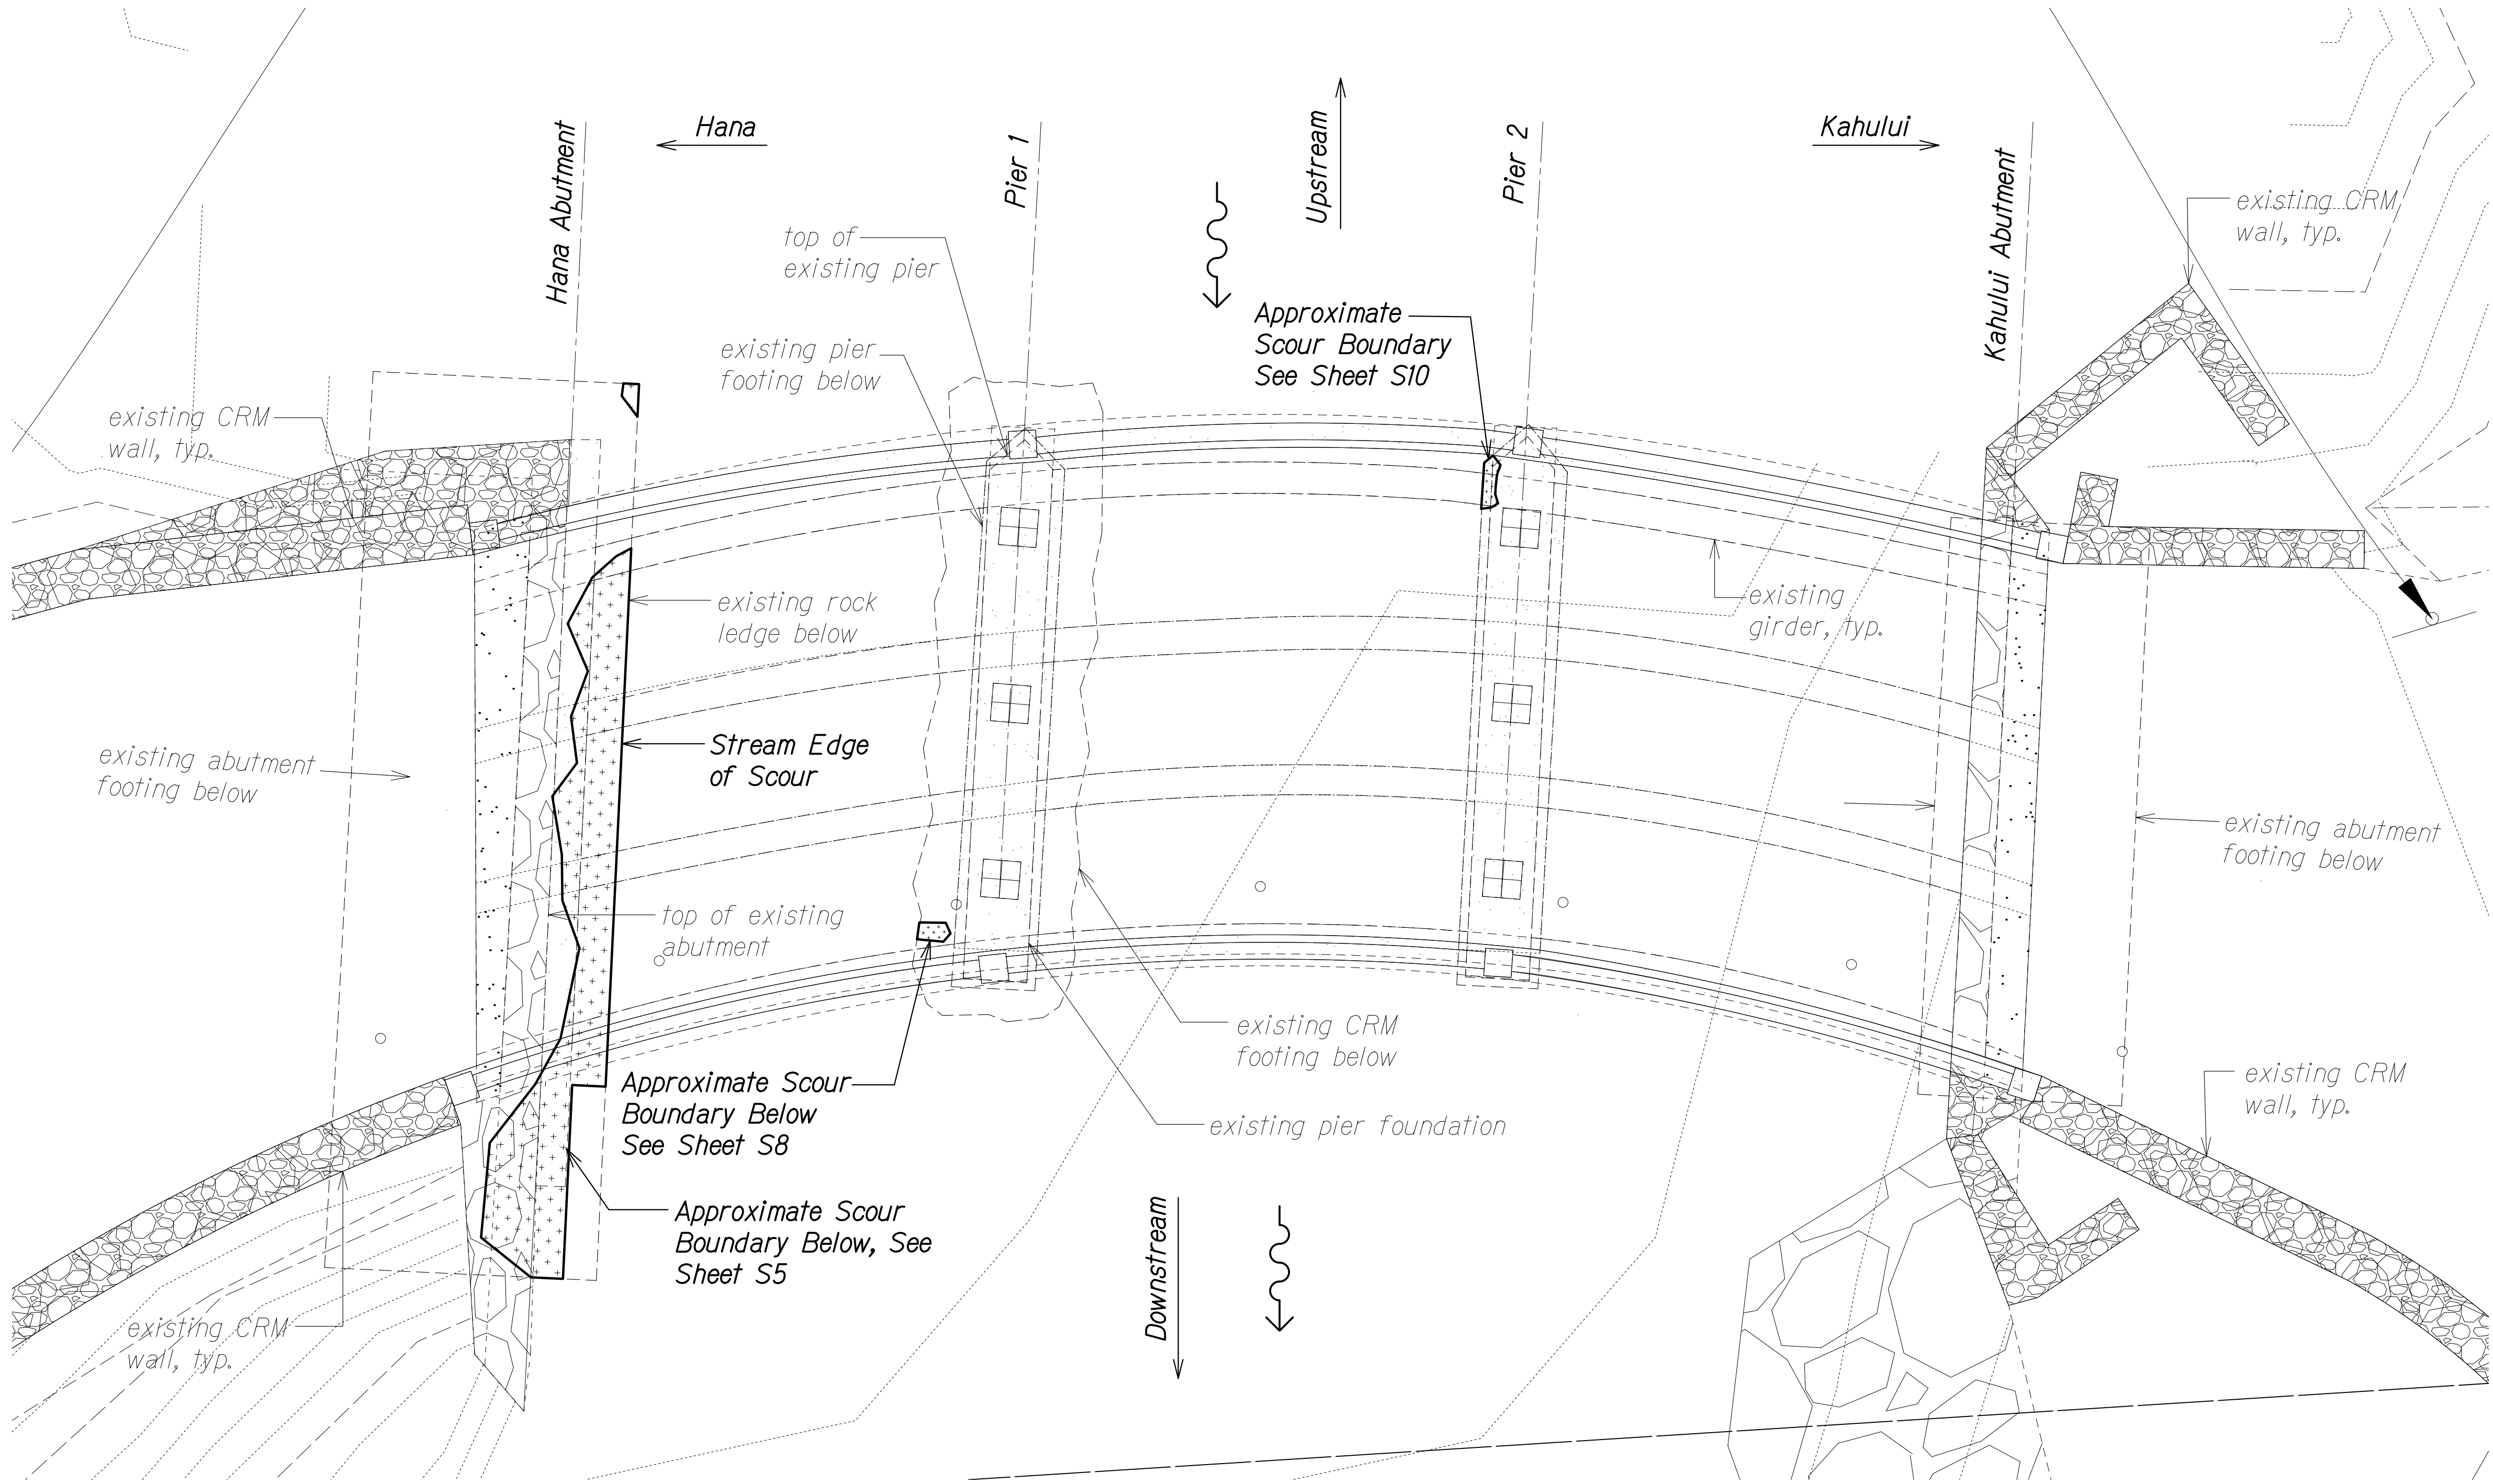 Hana
Kahului
Hana Abutment
Pier 1
Upstream
Pier 2
Kahului Abutment
existing CRM
wall, typ.
top of
existing pier
Approximate
Scour Boundary
See Sheet S10
existing pier
footing below
existing CRM
wall, typ.
existing rock
ledge below
existing
girder, typ.
Stream Edge
of Scour
existing abutment
footing below
existing abutment
footing below
top of existing
abutment
existing CRM
footing below
Approximate Scour
Boundary Below
See Sheet S8
existing CRM
wall, typ.
existing pier foundation
Approximate Scour
Boundary Below, See
Sheet S5
Downstream
existing CRM
wall, typ.